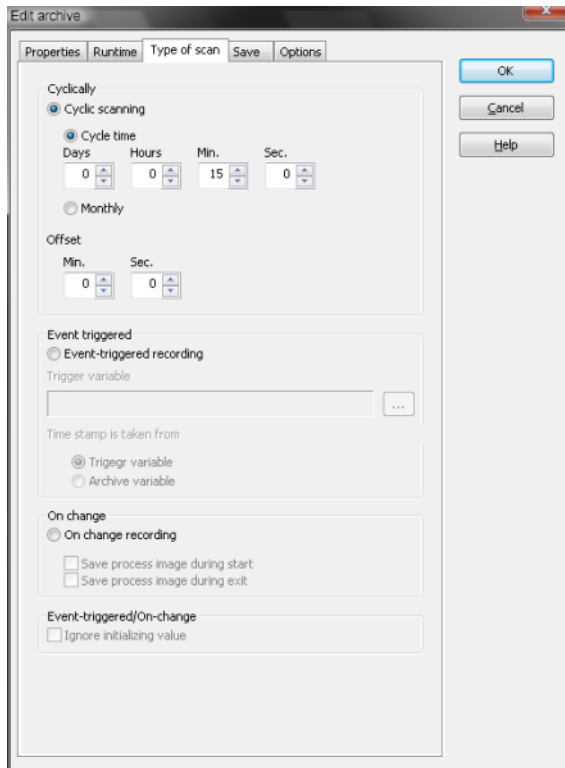 Edit archive
Properties Runtime Type of scan Save Options
OK
Cancel
Help
Cyclically
Cyclic scanning
Cycle time
Days Hours Min. Sec.
0 0 15 0
Monthly
Offset
Min. Sec.
0 0
Event triggered
Event-triggered recording
Trigger variable
...
Time stamp is taken from
Trigegr variable
Archive variable
On change
On change recording
Save process image during start
Save process image during exit
Event-triggered/On-change
Ignore initializing value